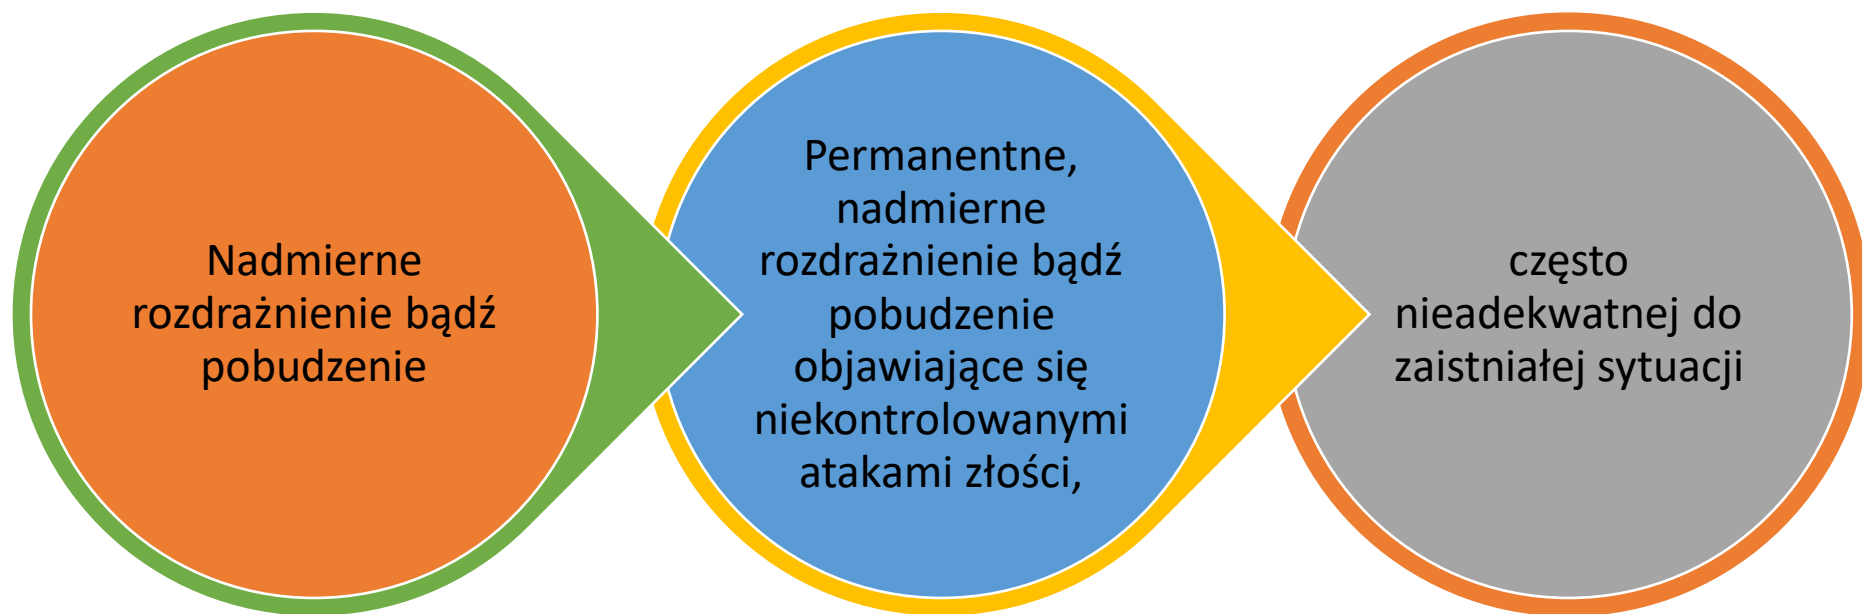 Nadmierne
rozdrażnienie bądź
pobudzenie
Permanentne,
nadmierne
rozdrażnienie bądź
pobudzenie
objawiające się
niekontrolowanymi
atakami złości,
często
nieadekwatnej do
zaistniałej sytuacji